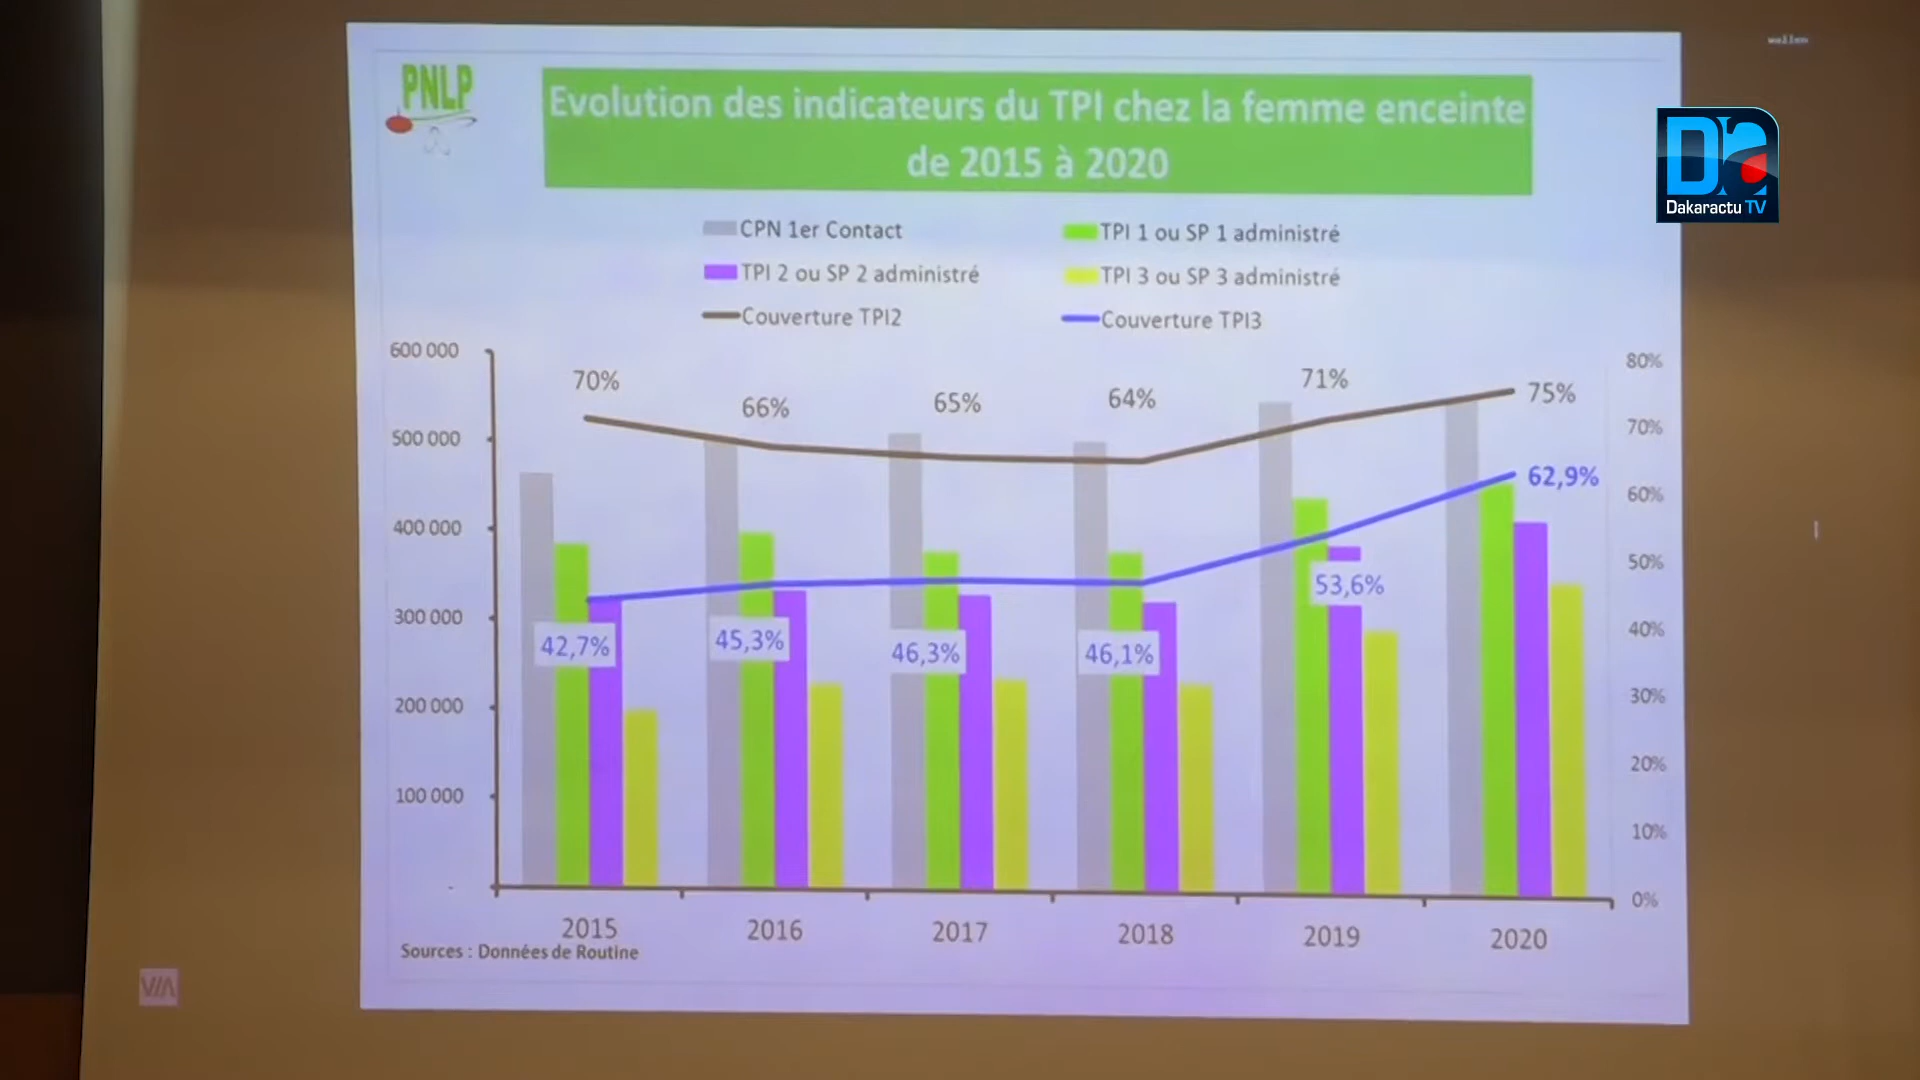 wallen
PNLP
Evolution des indicateurs du TPI chez la femme enceinte
de 2015 à 2020
Dakaractu TV
CPN 1er Contact
TPI 1 ou SP 1 administré
TPI 2 ou SP 2 administré
TPI 3 ou SP 3 administré
Couverture TPI2
Couverture TPI3
600 000
500 000
400 000
300 000
200 000
100 000
-
70%
66%
65%
64%
71%
75%
42,7%
45,3%
46,3%
46,1%
53,6%
62,9%
80%
70%
60%
50%
40%
30%
20%
10%
0%
2015
2016
2017
2018
2019
2020
Sources : Données de Routine